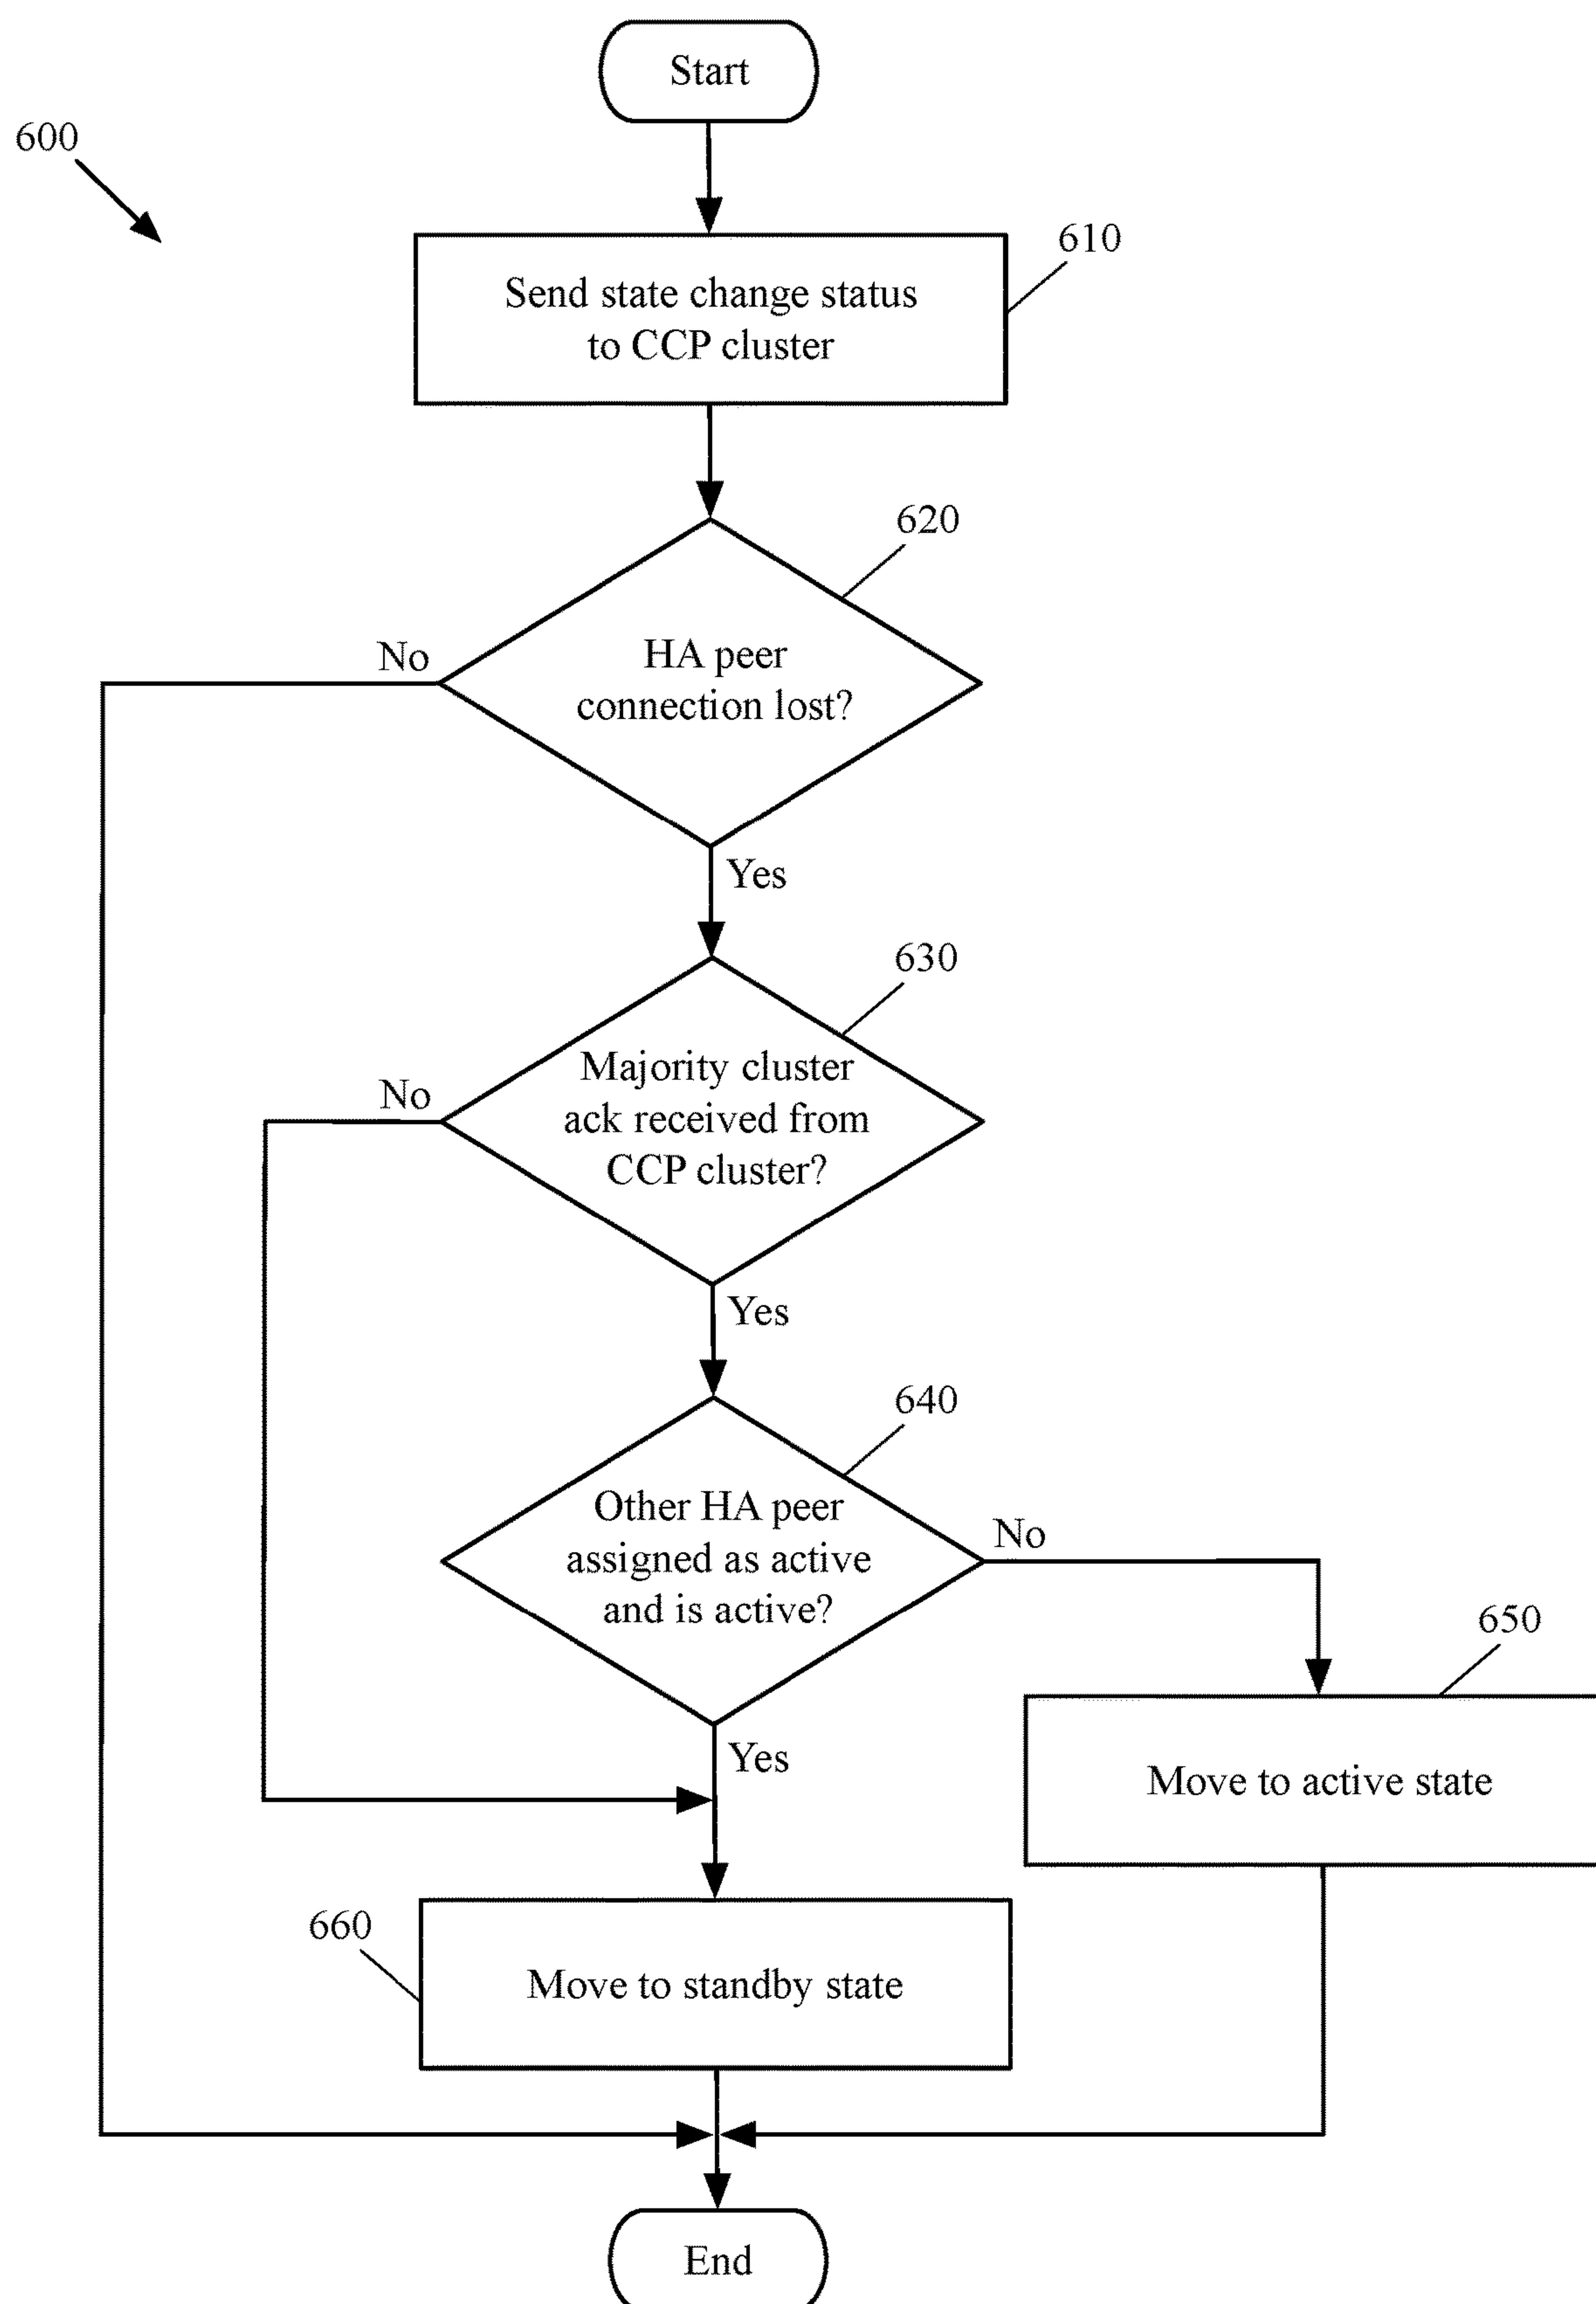 Start
600
610
Send state change status
to CCP cluster
620
No
HA peer
connection lost?
Yes
630
No
Majority cluster
ack received from
CCP cluster?
Yes
640
Other HA peer
assigned as active
and is active?
No
650
Yes
Move to active state
660
Move to standby state
End